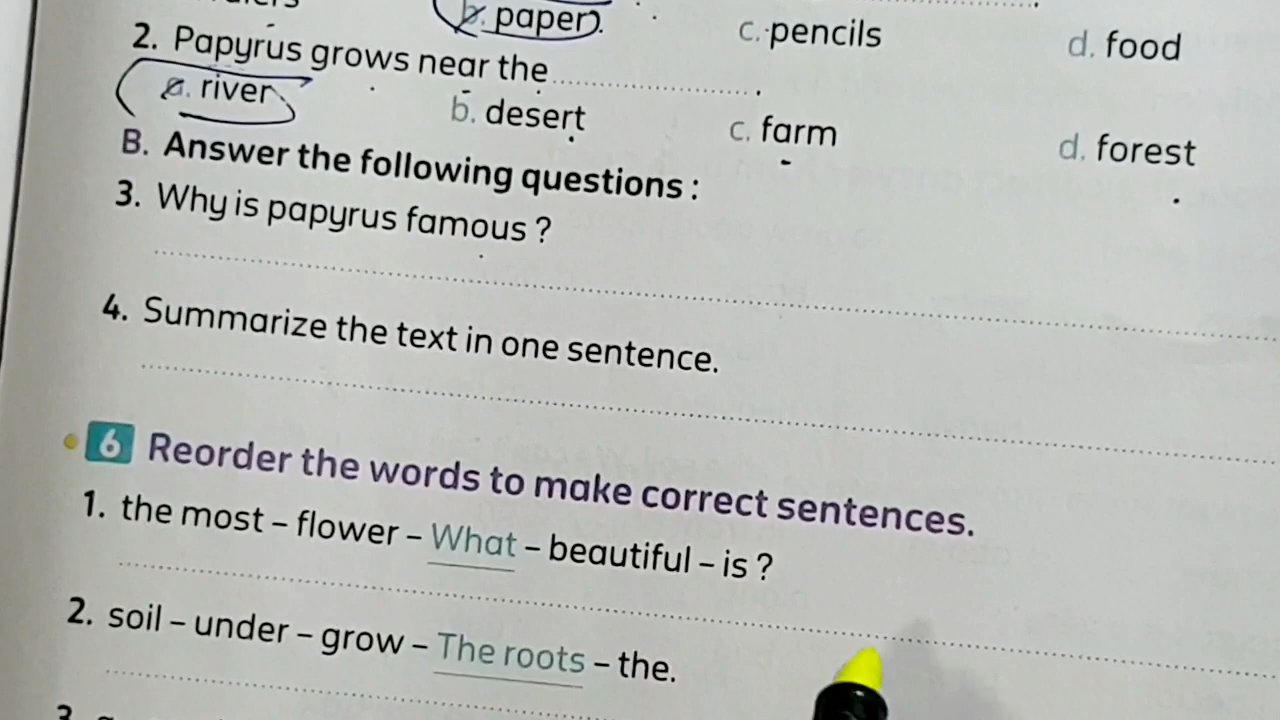 b. paper. c. pencils d. food
2. Papyrus grows near the .
a. river b. desert c. farm d. forest
B. Answer the following questions :
3. Why is papyrus famous ?
4. Summarize the text in one sentence.
6 Reorder the words to make correct sentences.
1. the most – flower – What – beautiful – is ?
2. soil – under – grow – The roots – the.
3.